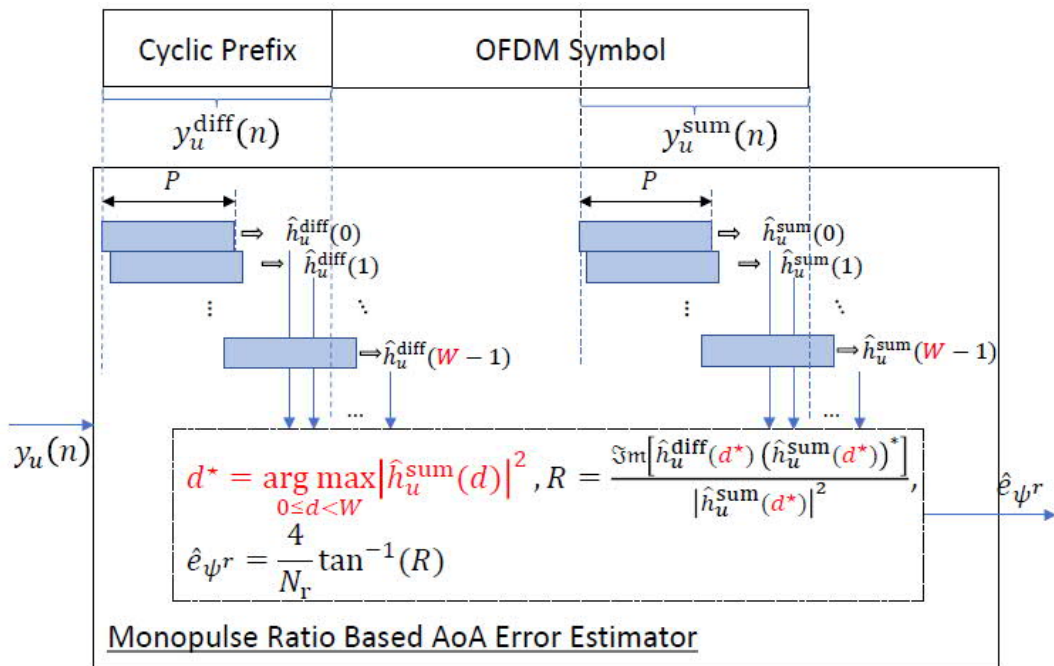 Cyclic Prefix
OFDM Symbol
y_u^diff(n)
y_u^sum(n)
P
P
⇨ ĥ_u^diff(0)
⇨ ĥ_u^sum(0)
⇨ ĥ_u^diff(1)
⇨ ĥ_u^sum(1)
⋮ ⋱
⋮ ⋱
⇨ ĥ_u^diff(W − 1)
⇨ ĥ_u^sum(W − 1)
...
...
y_u(n)
d^⋆ = arg max_{0≤d<W} |ĥ_u^sum(d)|^2 , R = ℑm[ĥ_u^diff(d^⋆) (ĥ_u^sum(d^⋆))^*] / |ĥ_u^sum(d^⋆)|^2 ,
ê_{ψ^r}
ê_{ψ^r} = 4/N_r tan^{−1}(R)
Monopulse Ratio Based AoA Error Estimator